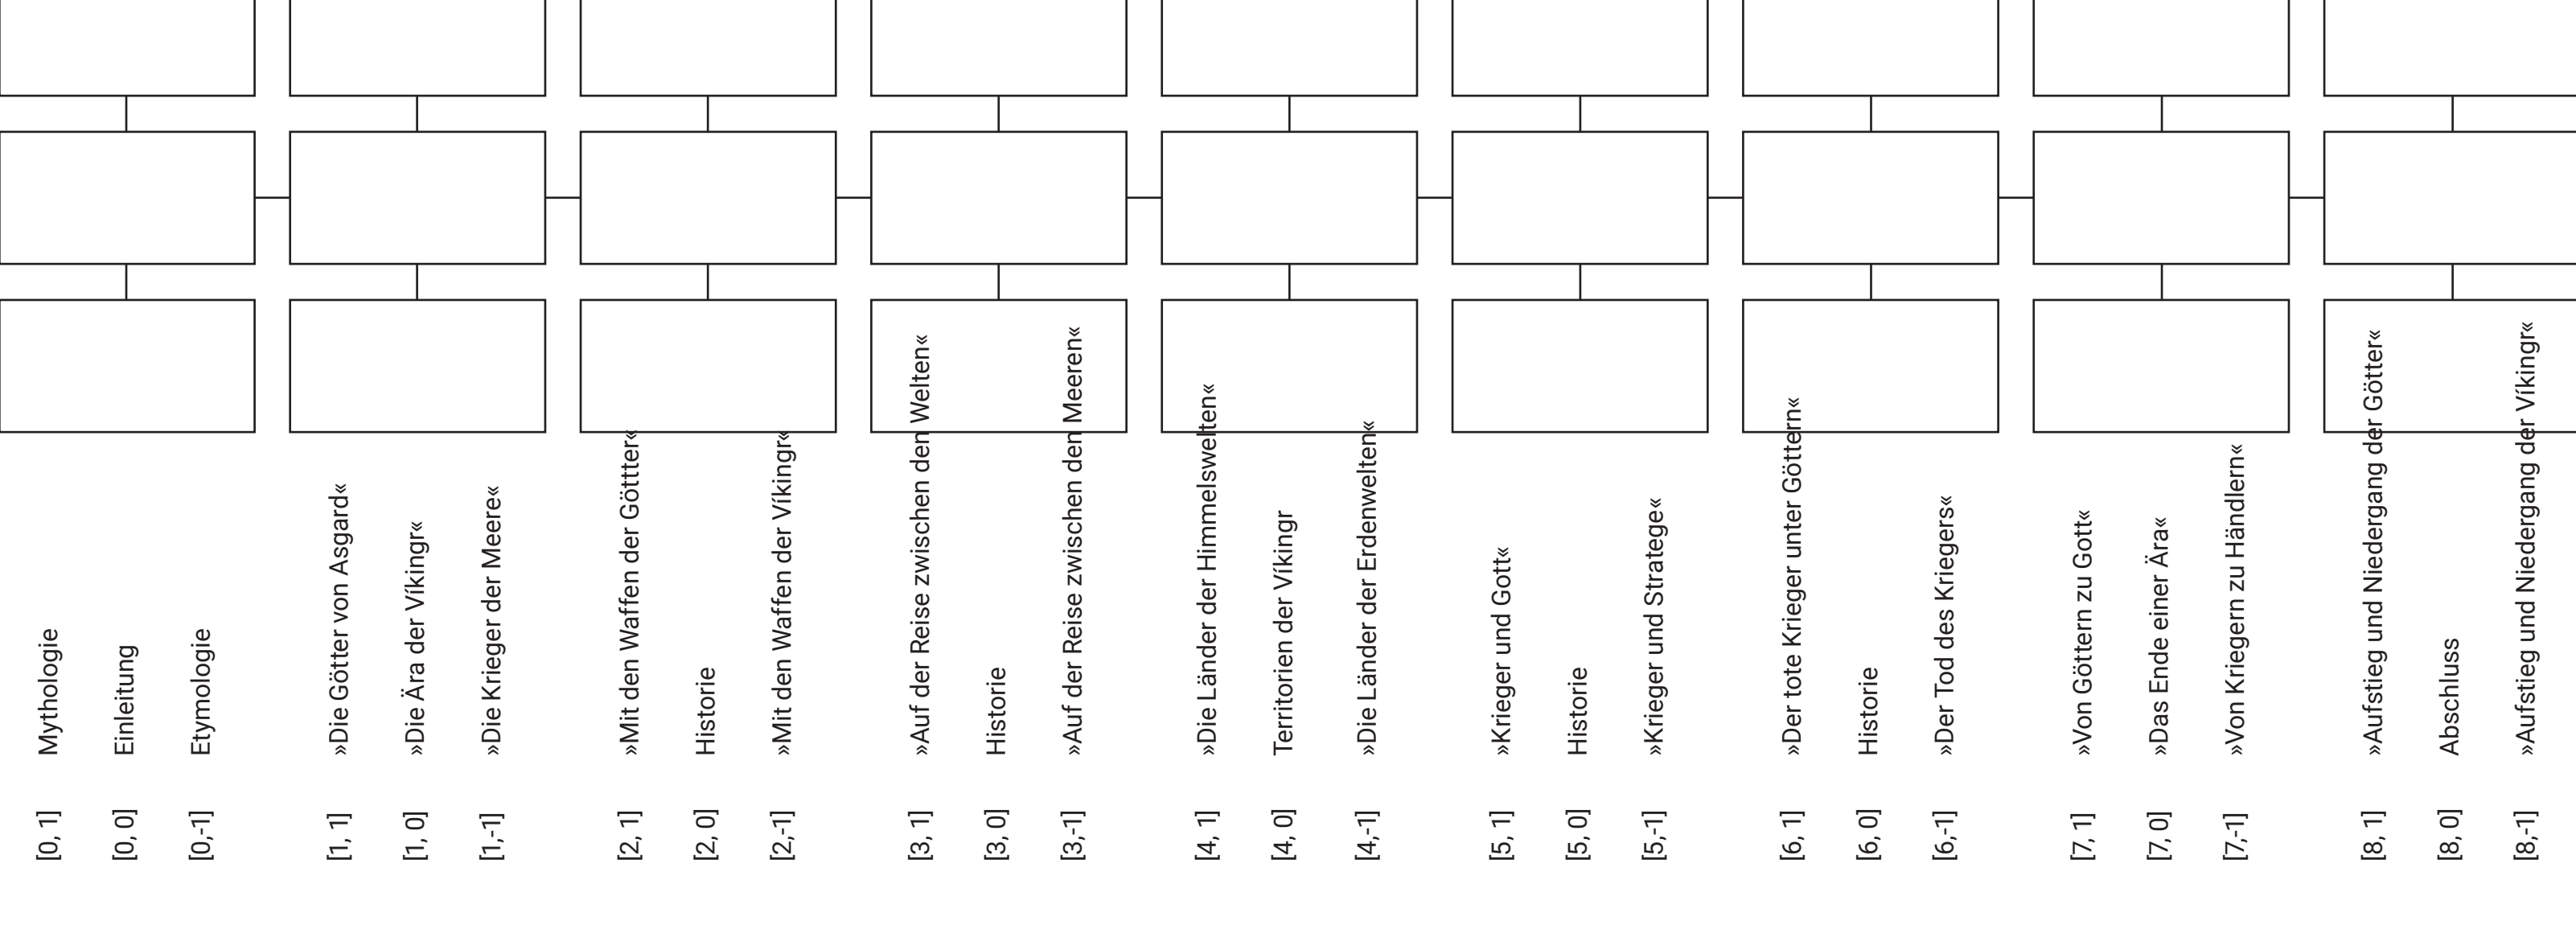 [0, 1] Mythologie
[0, 0] Einleitung
[0,-1] Etymologie
[1, 1] »Die Götter von Asgard«
[1, 0] »Die Ära der Víkingr«
[1,-1] »Die Krieger der Meere«
[2, 1] »Mit den Waffen der Göttter«
[2, 0] Historie
[2,-1] »Mit den Waffen der Víkingr«
[3, 1] »Auf der Reise zwischen den Welten«
[3, 0] Historie
[3,-1] »Auf der Reise zwischen den Meeren«
[4, 1] »Die Länder der Himmelswelten«
[4, 0] Territorien der Víkingr
[4,-1] »Die Länder der Erdenwelten«
[5, 1] »Krieger und Gott«
[5, 0] Historie
[5,-1] »Krieger und Stratege«
[6, 1] »Der tote Krieger unter Göttern«
[6, 0] Historie
[6,-1] »Der Tod des Kriegers«
[7, 1] »Von Göttern zu Gott«
[7, 0] »Das Ende einer Ära«
[7,-1] »Von Kriegern zu Händlern«
[8, 1] »Aufstieg und Niedergang der Götter«
[8, 0] Abschluss
[8,-1] »Aufstieg und Niedergang der Víkingr«